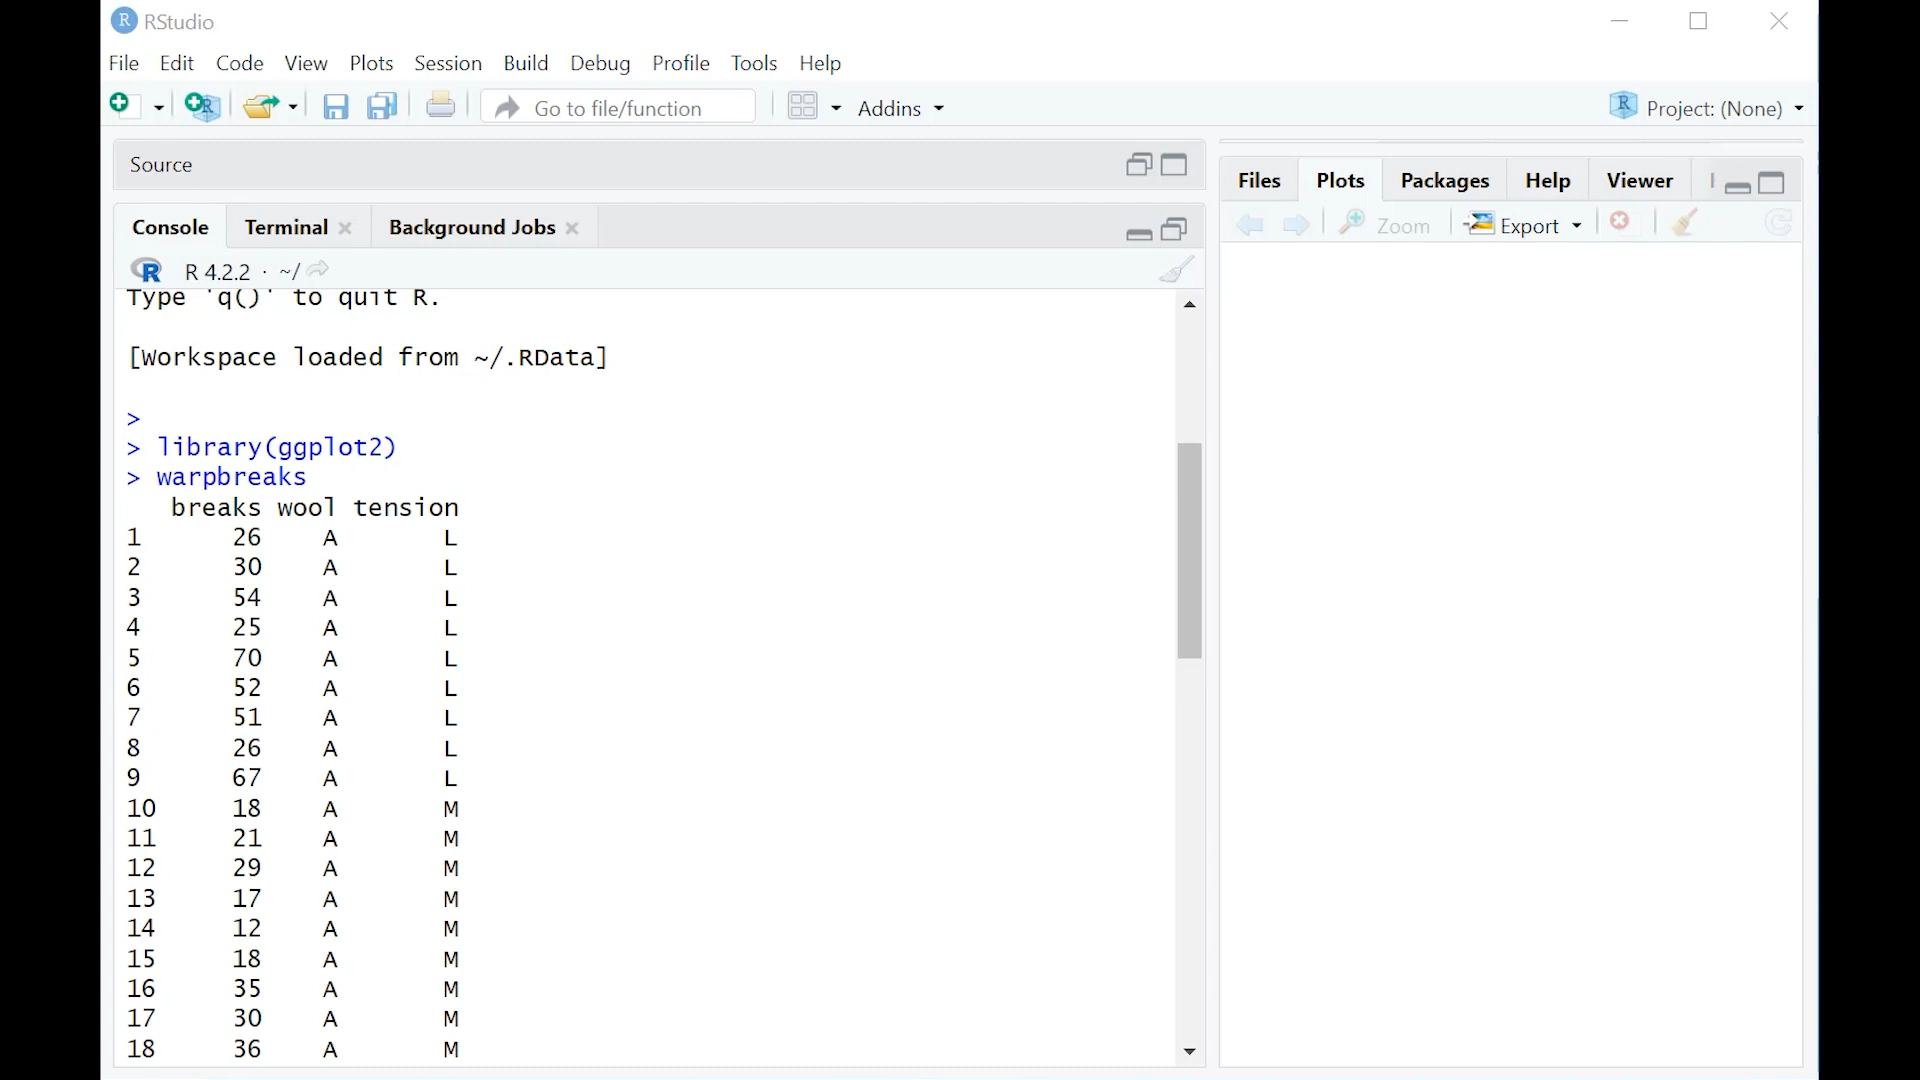 RStudio
File Edit Code View Plots Session Build Debug Profile Tools Help
Go to file/function Addins Project: (None)
Source
Console Terminal Background Jobs
R 4.2.2 · ~/
Type 'q()' to quit R.
[Workspace loaded from ~/.RData]
>
> library(ggplot2)
> warpbreaks
breaks wool tension
1 26 A L
2 30 A L
3 54 A L
4 25 A L
5 70 A L
6 52 A L
7 51 A L
8 26 A L
9 67 A L
10 18 A M
11 21 A M
12 29 A M
13 17 A M
14 12 A M
15 18 A M
16 35 A M
17 30 A M
18 36 A M
Files Plots Packages Help Viewer
Zoom Export